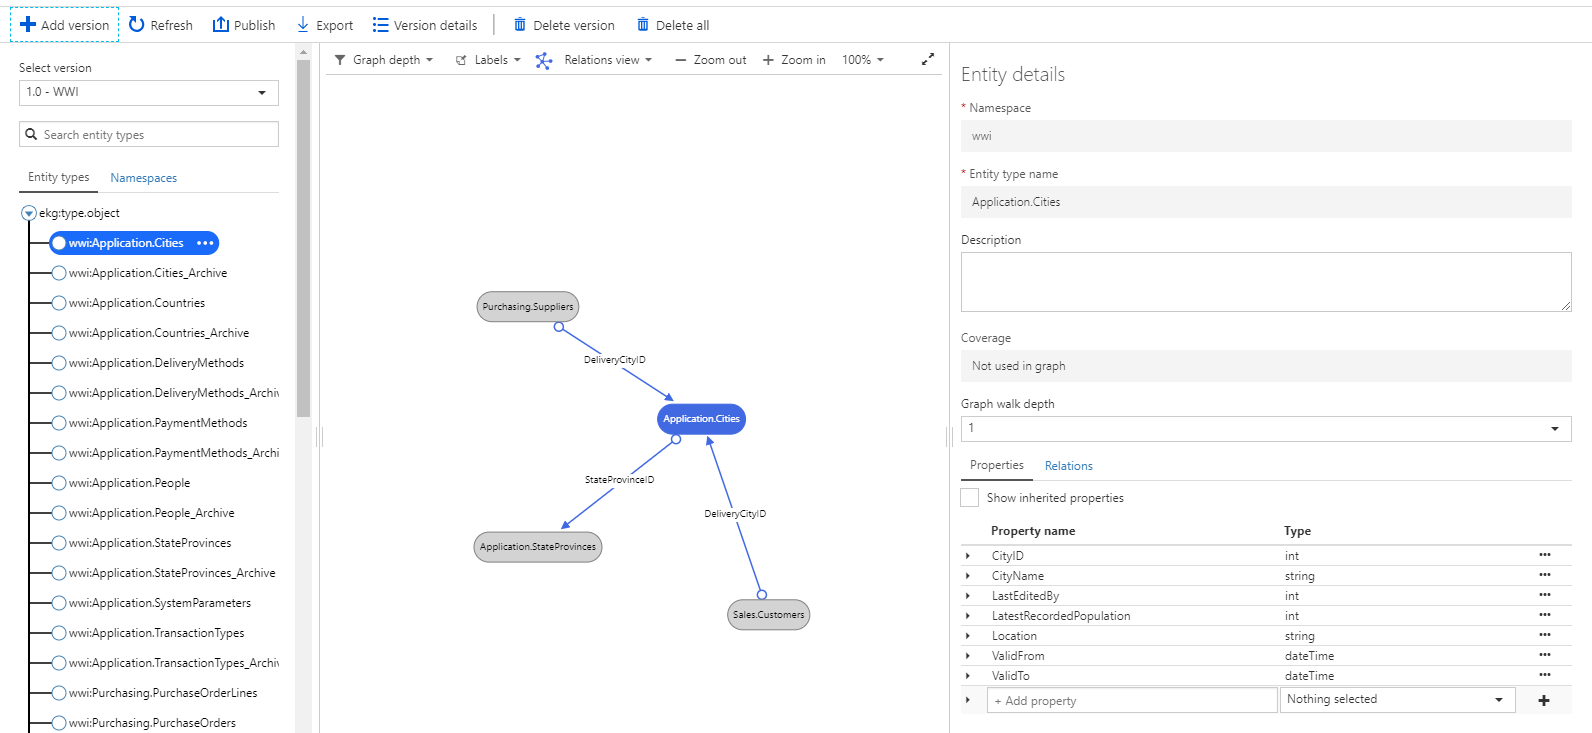 Add version Refresh Publish Export Version details Delete version Delete all
Select version
1.0 - WWI
Search entity types
Entity types Namespaces
ekg:type.object
wwi:Application.Cities
wwi:Application.Cities_Archive
wwi:Application.Countries
wwi:Application.Countries_Archive
wwi:Application.DeliveryMethods
wwi:Application.DeliveryMethods_Archiv
wwi:Application.PaymentMethods
wwi:Application.PaymentMethods_Archi
wwi:Application.People
wwi:Application.People_Archive
wwi:Application.StateProvinces
wwi:Application.StateProvinces_Archive
wwi:Application.SystemParameters
wwi:Application.TransactionTypes
wwi:Application.TransactionTypes_Archiv
wwi:Purchasing.PurchaseOrderLines
wwi:Purchasing.PurchaseOrders
Graph depth Labels Relations view Zoom out Zoom in 100%
Purchasing.Suppliers
DeliveryCityID
Application.Cities
StateProvinceID
DeliveryCityID
Application.StateProvinces
Sales.Customers
Entity details
* Namespace
wwi
* Entity type name
Application.Cities
Description
Coverage
Not used in graph
Graph walk depth
1
Properties Relations
Show inherited properties
Property name Type
CityID int
CityName string
LastEditedBy int
LatestRecordedPopulation int
Location string
ValidFrom dateTime
ValidTo dateTime
+ Add property Nothing selected